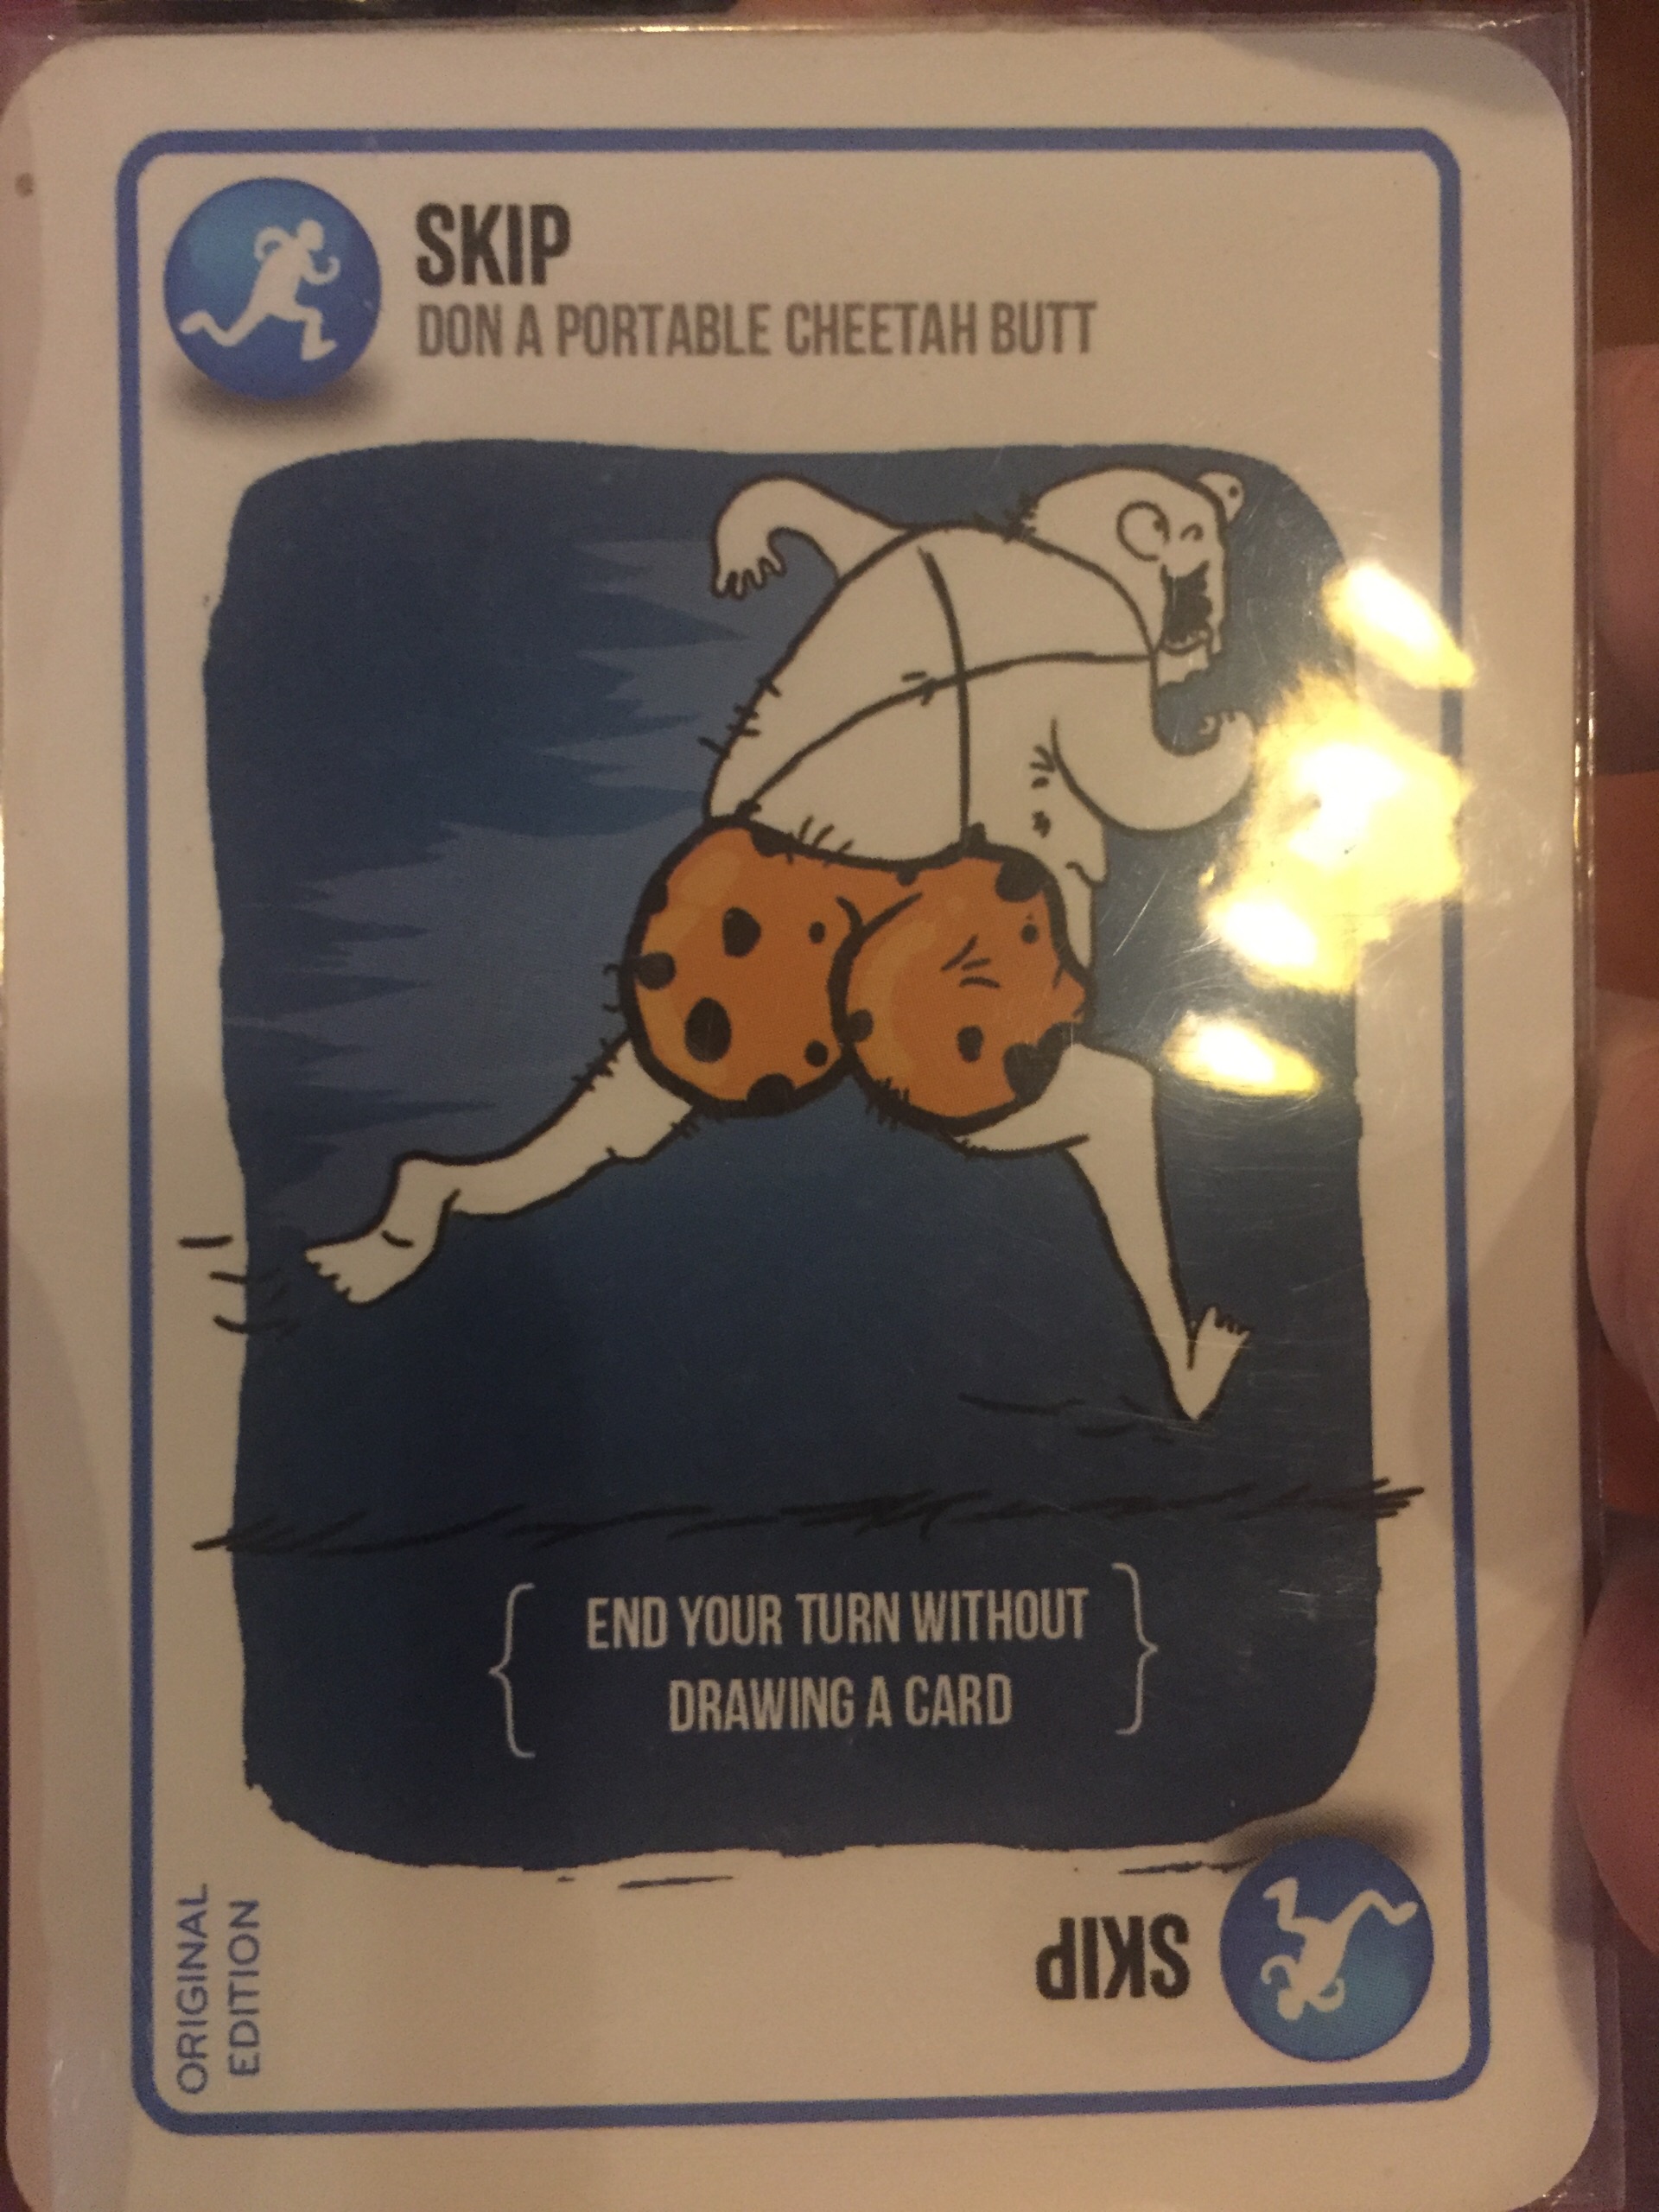 SKIP
DON A PORTABLE CHEETAH BUTT
END YOUR TURN WITHOUT
DRAWING A CARD
ORIGINAL
EDITION
SKIP